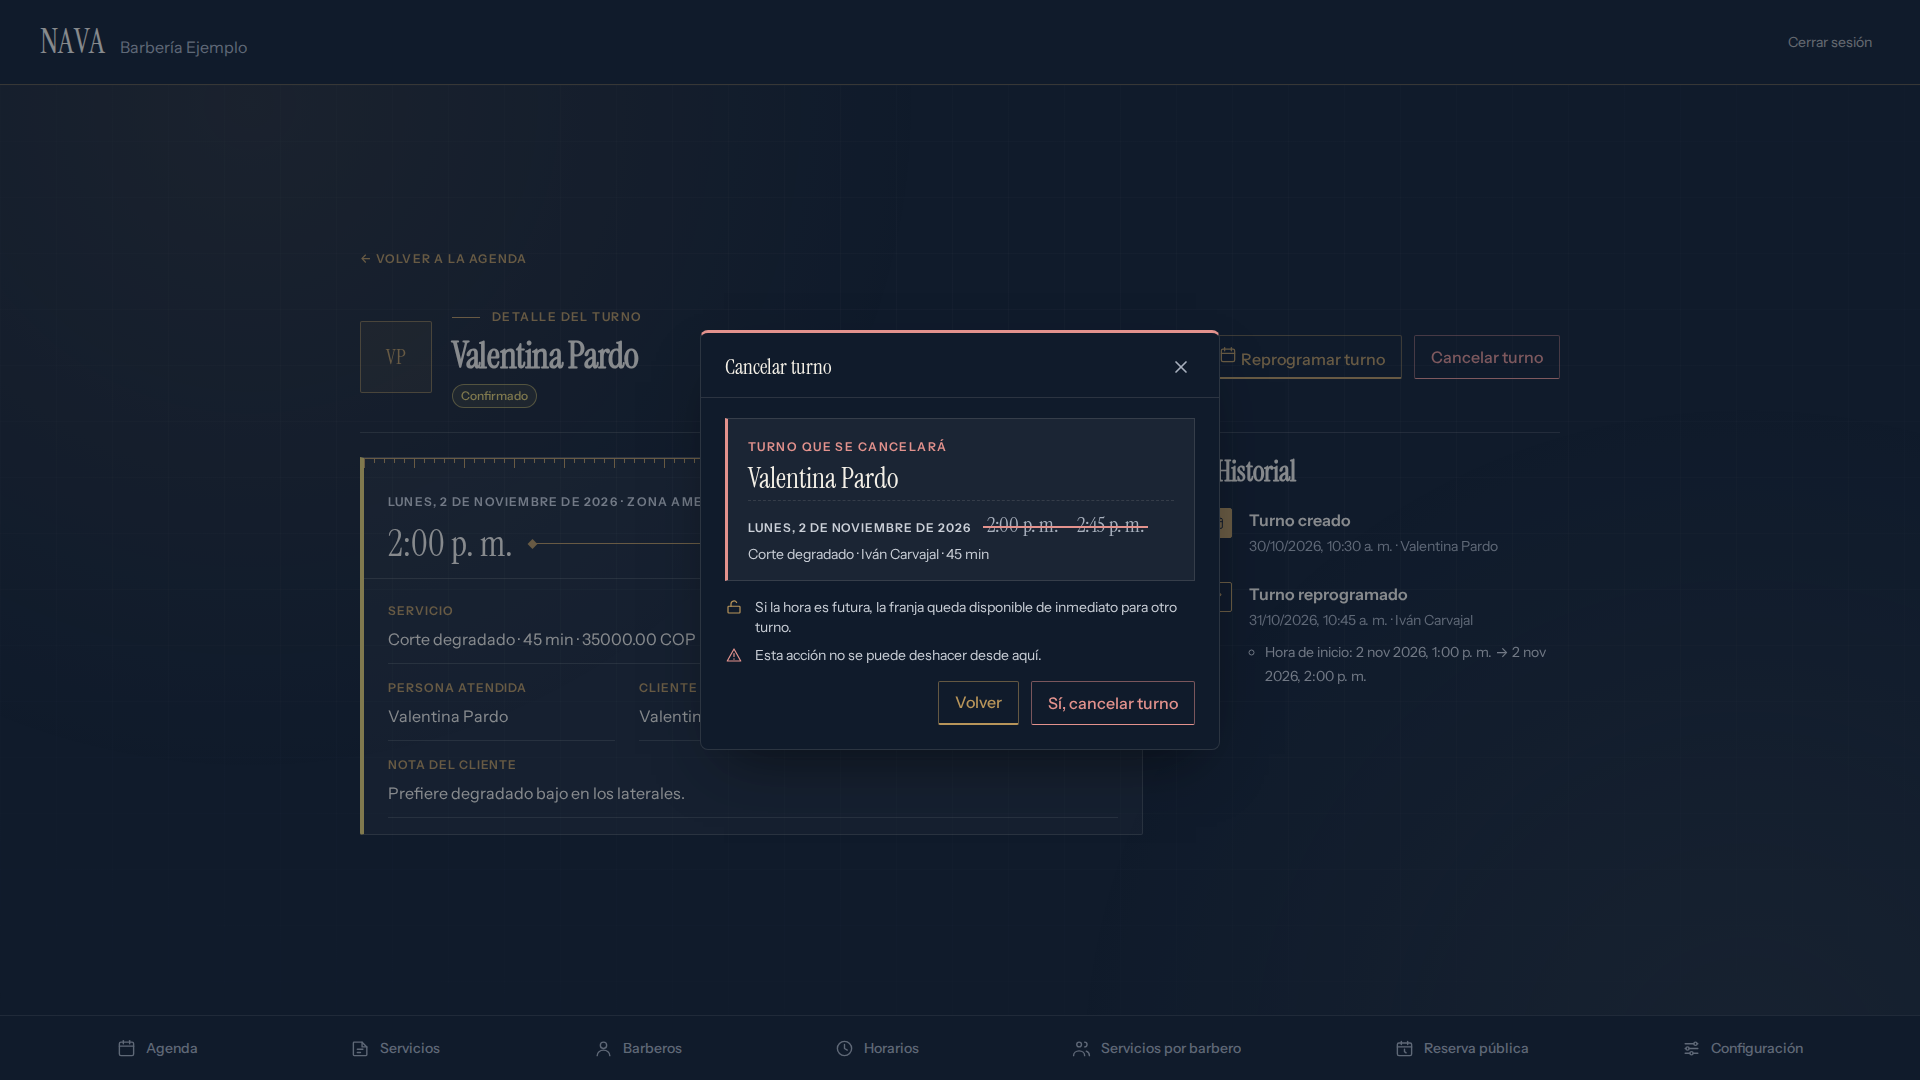 NAVA Barbería Ejemplo
Cerrar sesión
← VOLVER A LA AGENDA
VP
DETALLE DEL TURNO
Valentina Pardo
Confirmado
Reprogramar turno
Cancelar turno
LUNES, 2 DE NOVIEMBRE DE 2026 · ZONA AME
2:00 p. m.
SERVICIO
Corte degradado · 45 min · 35000.00 COP
PERSONA ATENDIDA
Valentina Pardo
CLIENTE
Valentin
NOTA DEL CLIENTE
Prefiere degradado bajo en los laterales.
Cancelar turno
TURNO QUE SE CANCELARÁ
Valentina Pardo
LUNES, 2 DE NOVIEMBRE DE 2026 2:00 p. m. – 2:45 p. m.
Corte degradado · Iván Carvajal · 45 min
Si la hora es futura, la franja queda disponible de inmediato para otro
turno.
Esta acción no se puede deshacer desde aquí.
Volver
Sí, cancelar turno
Historial
Turno creado
30/10/2026, 10:30 a. m. · Valentina Pardo
Turno reprogramado
31/10/2026, 10:45 a. m. · Iván Carvajal
Hora de inicio: 2 nov 2026, 1:00 p. m. → 2 nov
2026, 2:00 p. m.
Agenda
Servicios
Barberos
Horarios
Servicios por barbero
Reserva pública
Configuración